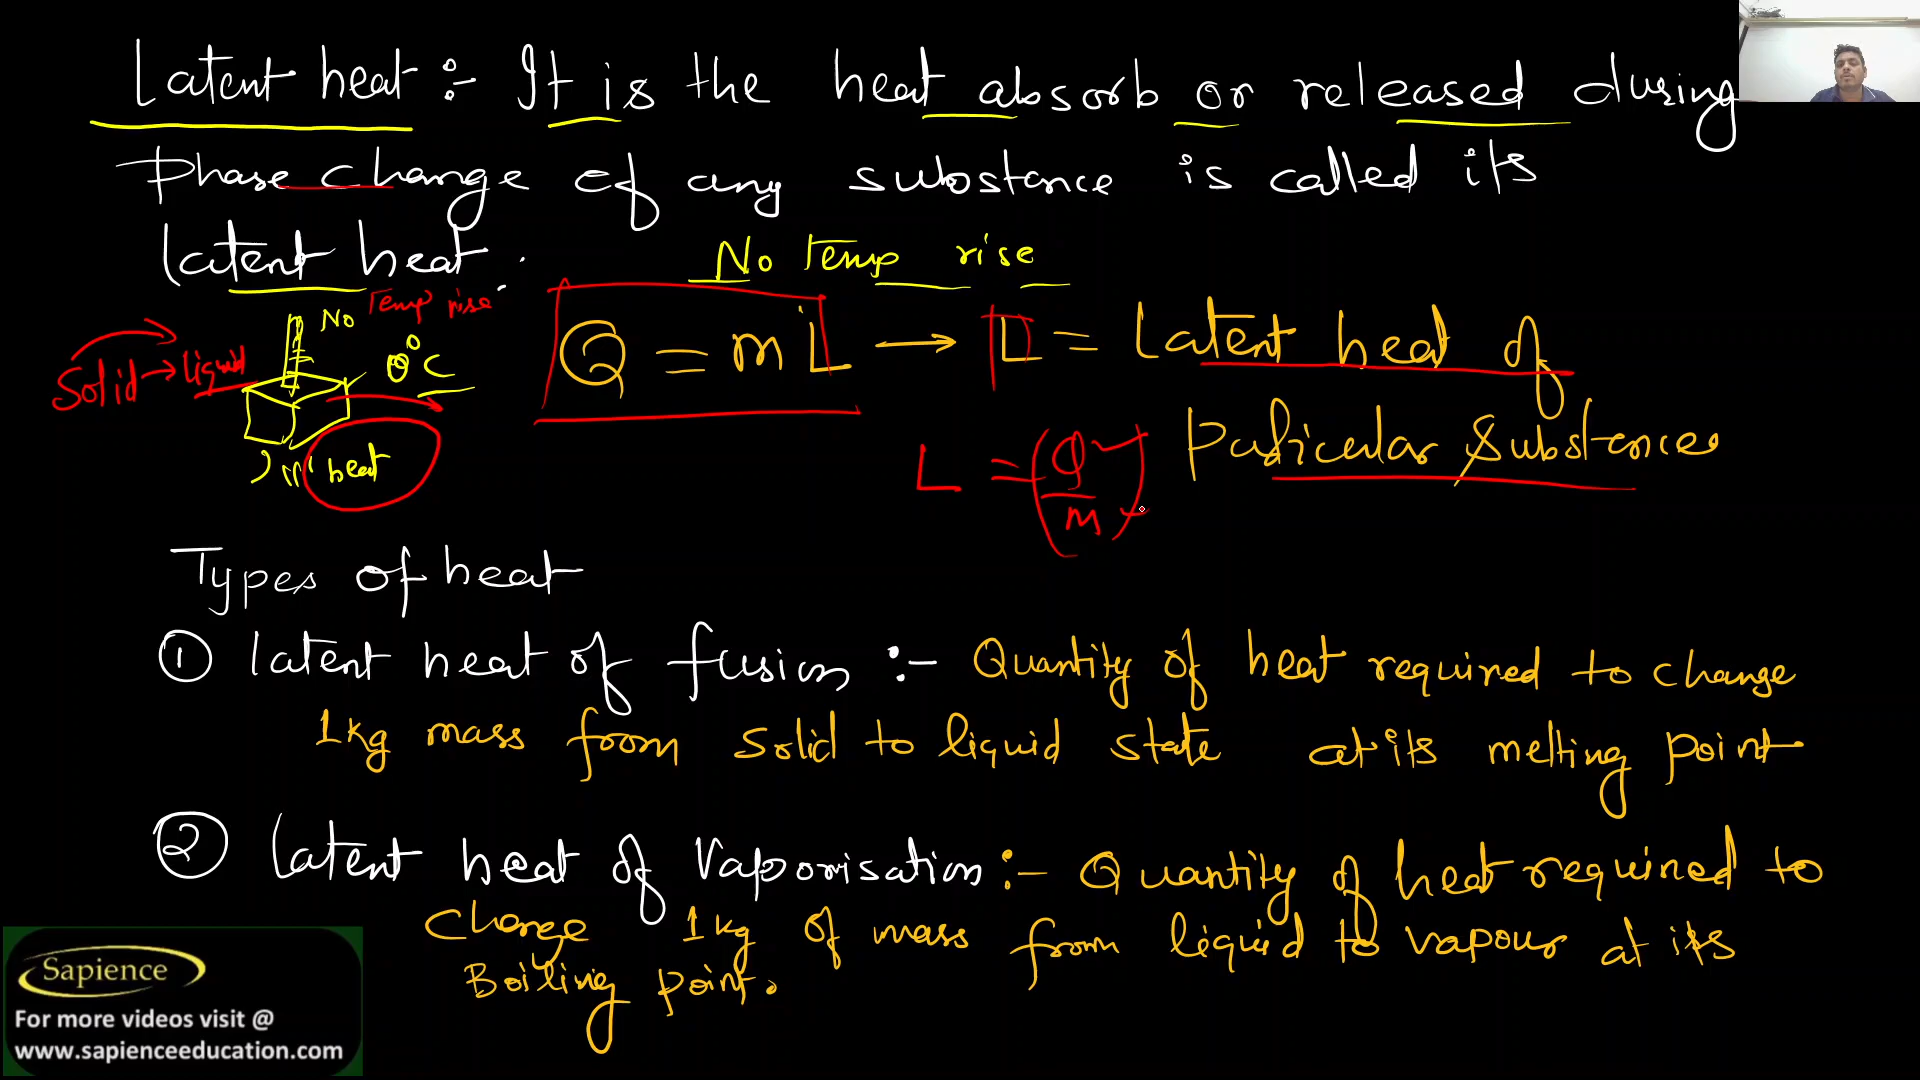 Latent heat :- It is the heat absorb or released during
Phase change of any substance is called its
latent heat.
No Temp rise
No Temp rise
Solid → liquid
0°C
heat
Q = mL → L = Latent heat of
Particular Substances
L = (Q/m)
Types of heat
① latent heat of fusion :- Quantity of heat required to change
1kg mass from solid to liquid state at its melting point
② latent heat of Vaporisation :- Quantity of heat required to
change 1kg of mass from liquid to vapour at its
Boiling point.
Sapience
For more videos visit @
www.sapienceeducation.com